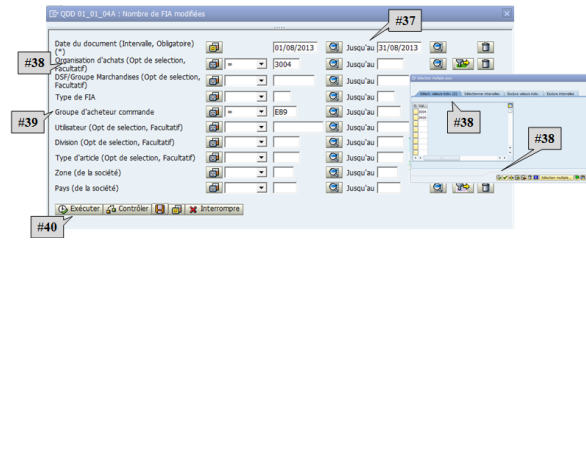 QDD 01_01_04A : Nombre de FIA modifiées
#37
Date du document (Intervalle, Obligatoire) (*) 01/08/2013 Jusqu'au 31/08/2013
#38
Organisation d'achats (Opt de selection, Facultatif) = 3004 Jusqu'au
DSF/Groupe Marchandises (Opt de selection, Facultatif) Jusqu'au
Type de FIA Jusqu'au
#39
Groupe d'acheteur commande = E89 Jusqu'au
Utilisateur (Opt de selection, Facultatif) Jusqu'au
Division (Opt de selection, Facultatif) Jusqu'au
Type d'article (Opt de selection, Facultatif) Jusqu'au
Zone (de la société) Jusqu'au
Pays (de la société) Jusqu'au
#38
#38
Exécuter Contrôler Interrompre
#40